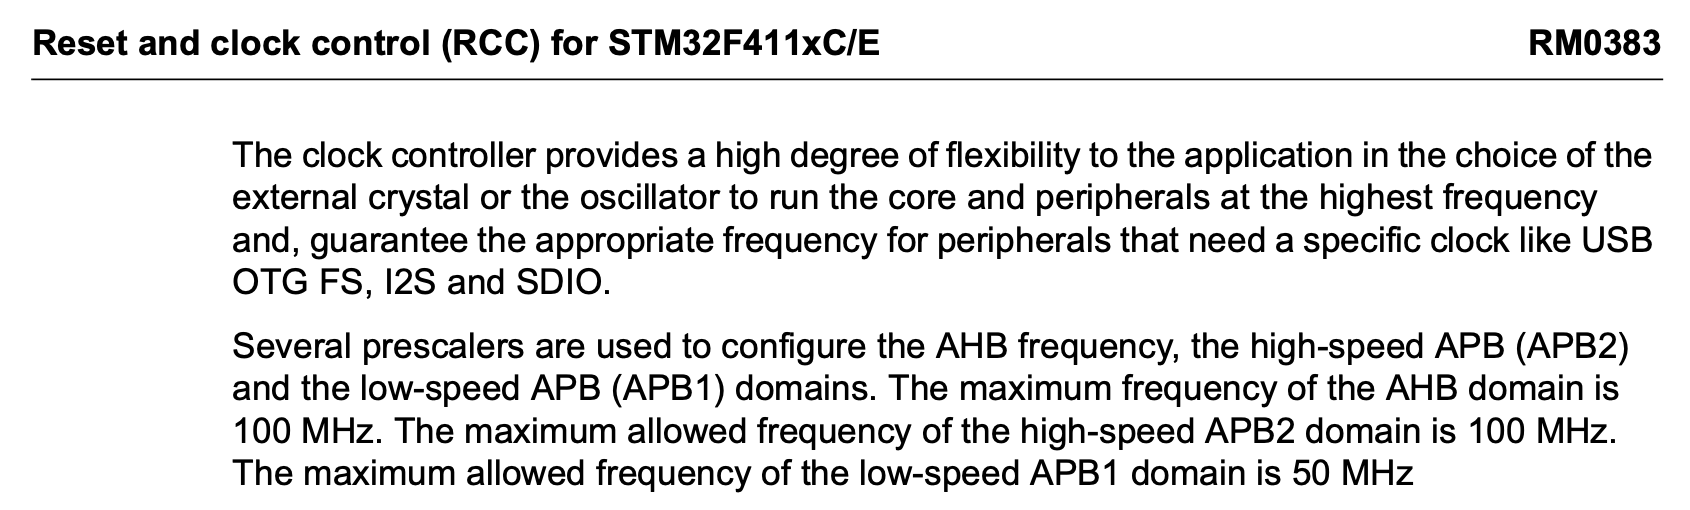 Reset and clock control (RCC) for STM32F411xC/E RM0383
The clock controller provides a high degree of flexibility to the application in the choice of the
external crystal or the oscillator to run the core and peripherals at the highest frequency
and, guarantee the appropriate frequency for peripherals that need a specific clock like USB
OTG FS, I2S and SDIO.
Several prescalers are used to configure the AHB frequency, the high-speed APB (APB2)
and the low-speed APB (APB1) domains. The maximum frequency of the AHB domain is
100 MHz. The maximum allowed frequency of the high-speed APB2 domain is 100 MHz.
The maximum allowed frequency of the low-speed APB1 domain is 50 MHz